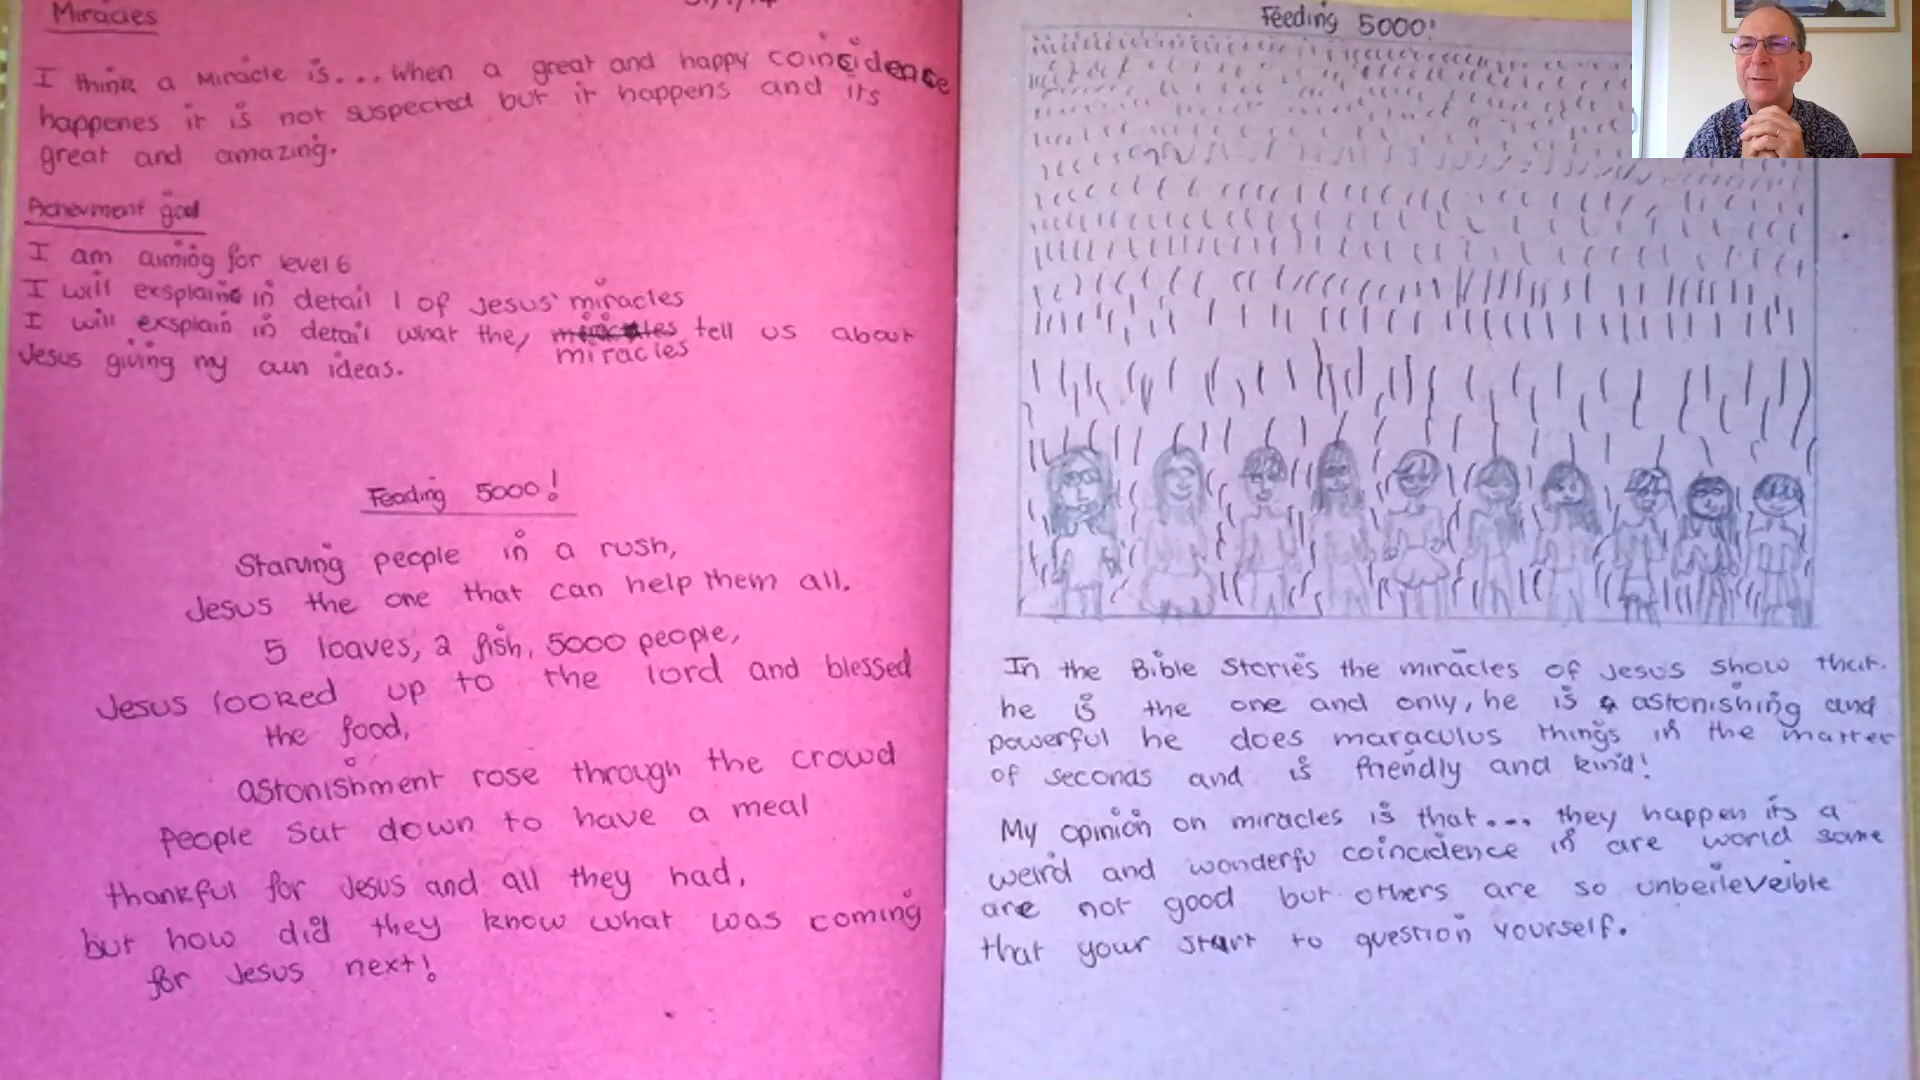 Miracles
I think a Miracle is... when a great and happy coincidence
happenes it is not suspected but it happens and its
great and amazing.
Achevment goal
I am aiming for level 6
I will exsplaine in detail 1 of Jesus' miracles
I will exsplain in detail what they miracles tell us about
miracles
Jesus giving my own ideas.
Feeding 5000!
Starving people in a rush,
Jesus the one that can help them all.
5 loaves, 2 fish, 5000 people,
Jesus looked up to the lord and blessed
the food,
astonishment rose through the crowd
People sat down to have a meal
thankful for Jesus and all they had,
but how did they know what was coming
for Jesus next!
Feeding 5000!
In the Bible Stories the miracles of Jesus show that
he is the one and only, he is a astonishing and
powerful he does maraculus things in the matter
of seconds and is friendly and kind!
My opinion on miracles is that... they happen its a
weird and wonderfu coincidence in are world some
are not good but others are so unbeileveible
that your start to question yourself.